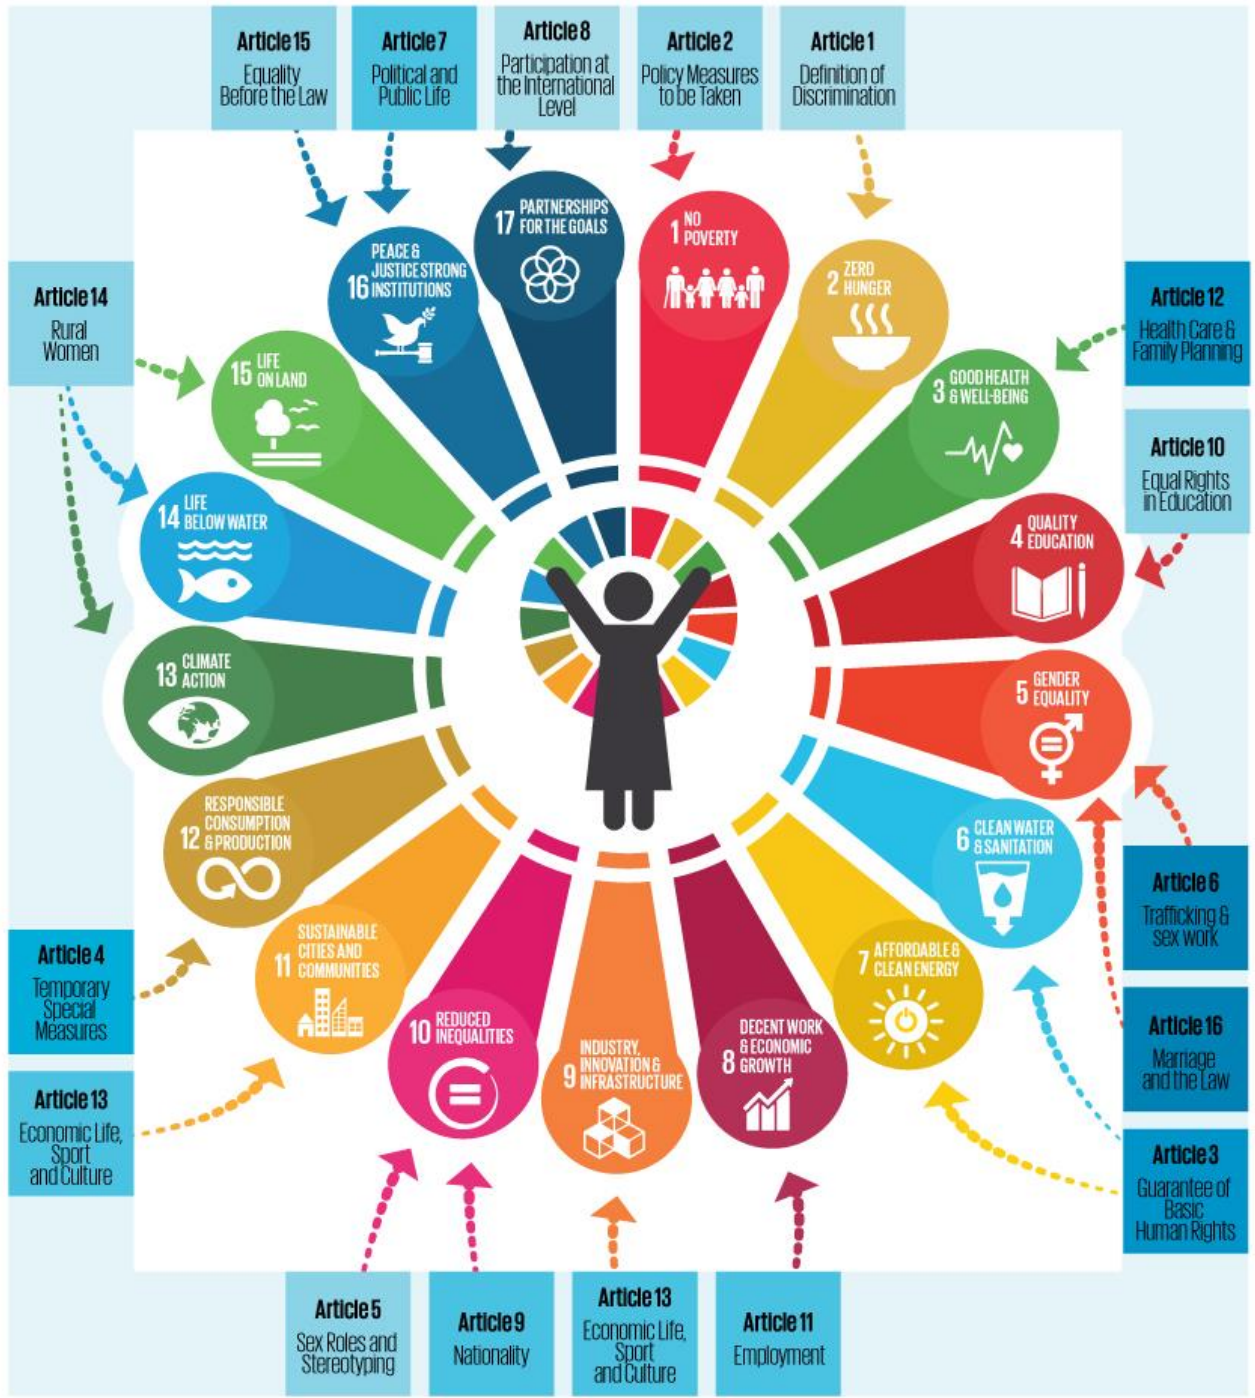 Article 15
Equality
Before the Law
Article 7
Political and
Public Life
Article 8
Participation at
the International
Level
Article 2
Policy Measures
to be Taken
Article 1
Definition of
Discrimination
Article 14
Rural
Women
Article 12
Health Care &
Family Planning
Article 10
Equal Rights
in Education
Article 6
Trafficking &
sex work
Article 16
Marriage
and the Law
Article 3
Guarantee of
Basic
Human Rights
Article 4
Temporary
Special
Measures
Article 13
Economic Life,
Sport
and Culture
Article 5
Sex Roles and
Stereotyping
Article 9
Nationality
Article 13
Economic Life,
Sport
and Culture
Article 11
Employment
1 NO
POVERTY
2 ZERO
HUNGER
3 GOOD HEALTH
& WELL-BEING
4 QUALITY
EDUCATION
5 GENDER
EQUALITY
6 CLEAN WATER
& SANITATION
7 AFFORDABLE &
CLEAN ENERGY
DECENT WORK
& ECONOMIC
8 GROWTH
INDUSTRY,
INNOVATION &
9 INFRASTRUCTURE
10 REDUCED
INEQUALITIES
SUSTAINABLE
CITIES AND
11 COMMUNITIES
RESPONSIBLE
CONSUMPTION
12 & PRODUCTION
13 CLIMATE
ACTION
14 LIFE
BELOW WATER
15 LIFE
ON LAND
PEACE &
JUSTICE STRONG
16 INSTITUTIONS
17 PARTNERSHIPS
FOR THE GOALS